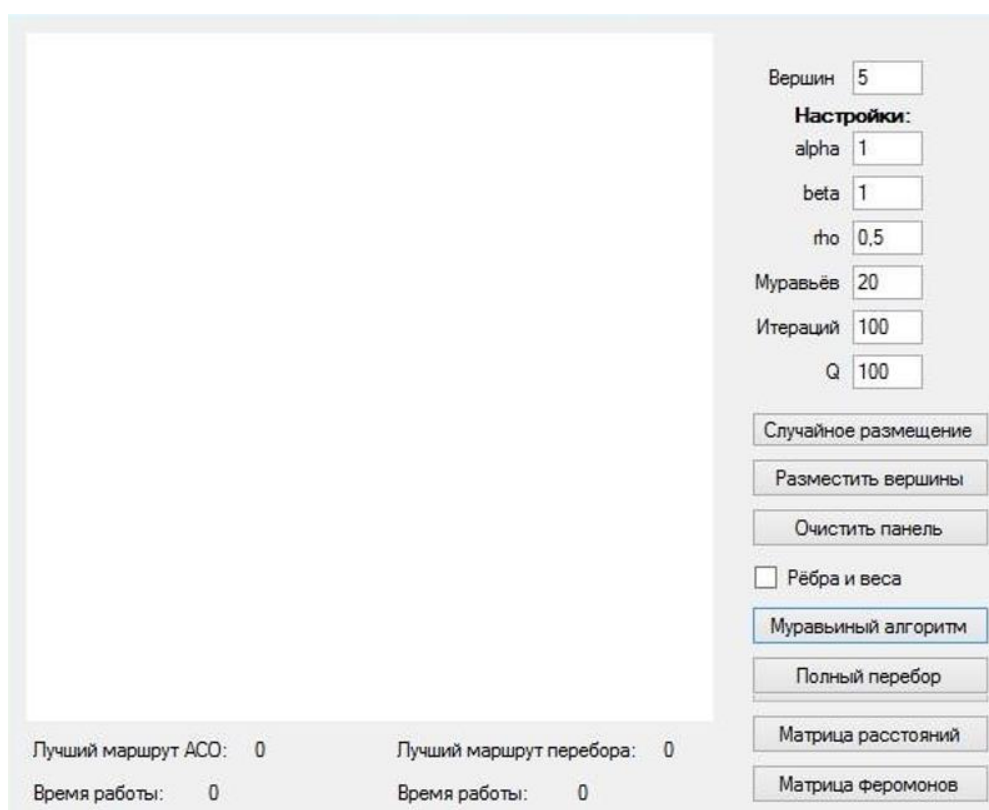 Вершин 5
Настройки:
alpha 1
beta 1
rho 0,5
Муравьёв 20
Итераций 100
Q 100
Случайное размещение
Разместить вершины
Очистить панель
Рёбра и веса
Муравьиный алгоритм
Полный перебор
Матрица расстояний
Матрица феромонов
Лучший маршрут АСО: 0
Лучший маршрут перебора: 0
Время работы: 0
Время работы: 0